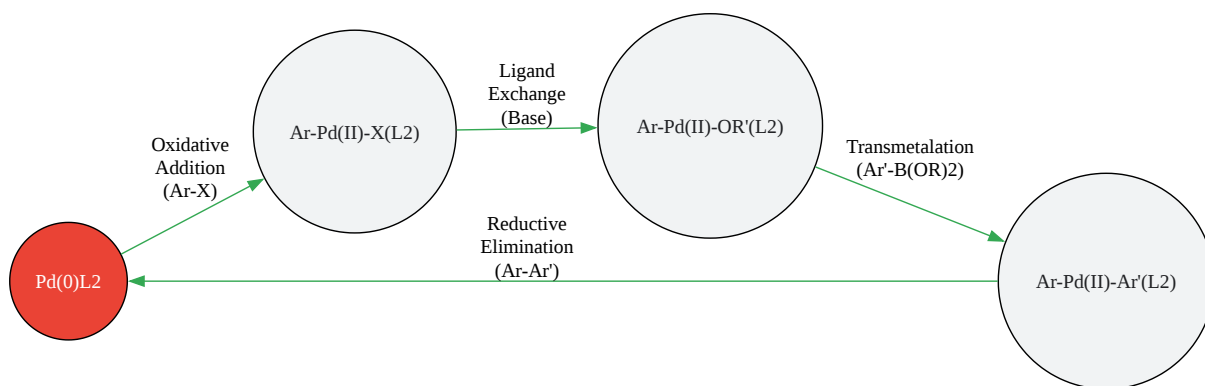 Pd(0)L2
Oxidative
Addition
(Ar-X)
Ar-Pd(II)-X(L2)
Ligand
Exchange
(Base)
Ar-Pd(II)-OR'(L2)
Transmetalation
(Ar'-B(OR)2)
Ar-Pd(II)-Ar'(L2)
Reductive
Elimination
(Ar-Ar')